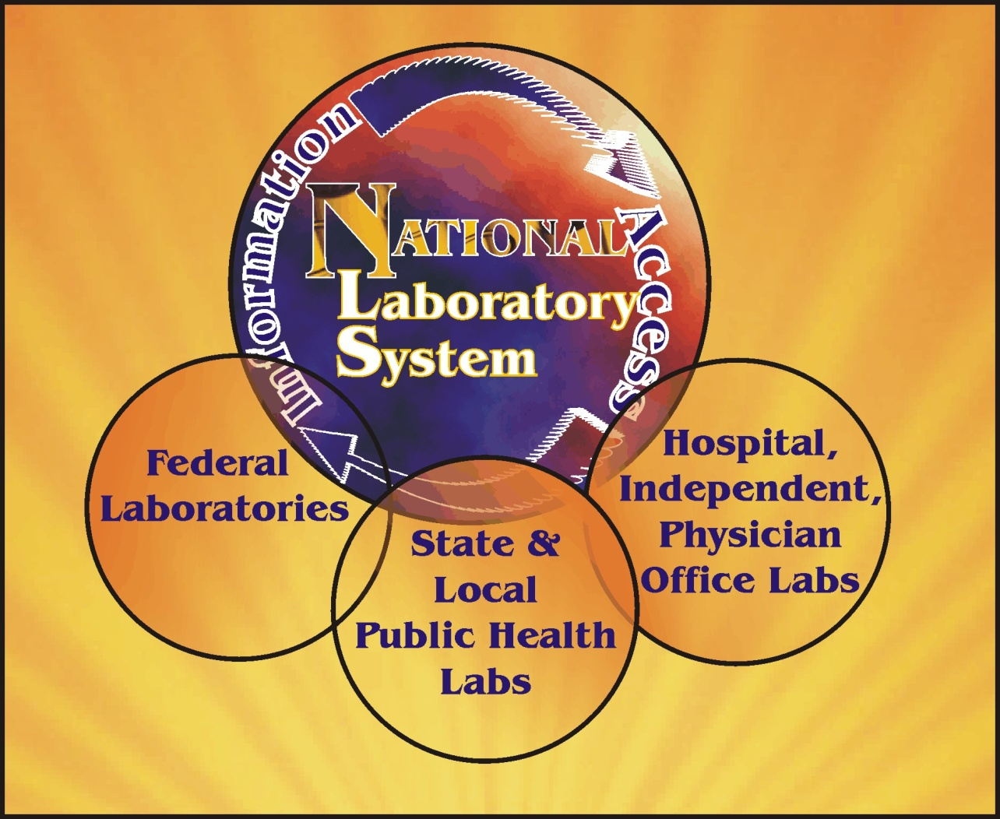 Information
Access
NATIONAL
Laboratory
System
Federal
Laboratories
State &
Local
Public Health
Labs
Hospital,
Independent,
Physician
Office Labs